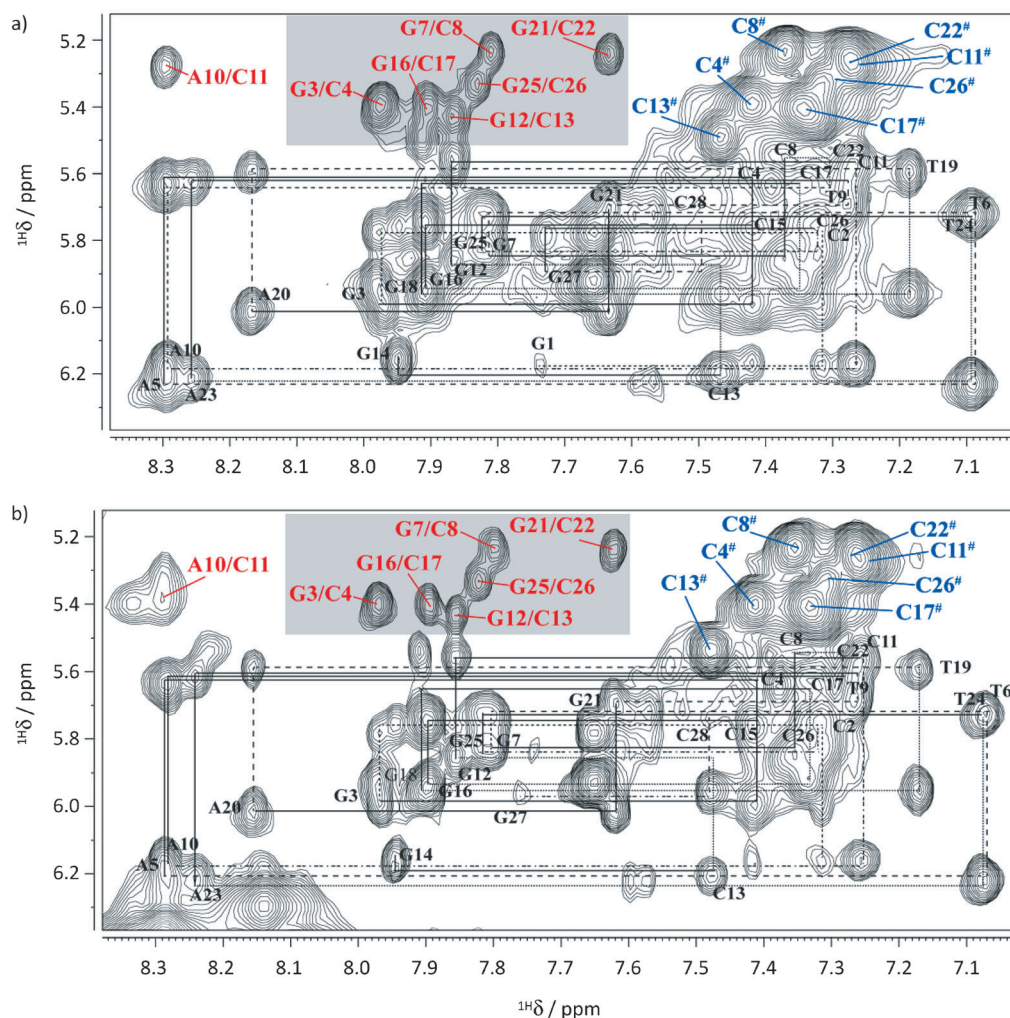 a)
5.2
5.4
5.6
5.8
6.0
6.2
¹Hδ / ppm
A10/C11
G3/C4
G16/C17
G7/C8
G21/C22
G25/C26
G12/C13
C8#
C22#
C11#
C4#
C26#
C13#
C17#
C8
C22
C11
T19
C4
C17
G21
C28
T9
T6
C15
C26
T24
G25
G7
C2
G12
G27
G3
G18
G16
A20
G14
G1
A10
A5
A23
C13
8.3 8.2 8.1 8.0 7.9 7.8 7.7 7.6 7.5 7.4 7.3 7.2 7.1
b)
5.2
5.4
5.6
5.8
6.0
6.2
¹Hδ / ppm
A10/C11
G3/C4
G16/C17
G7/C8
G21/C22
G25/C26
G12/C13
C8#
C22#
C11#
C4#
C26#
C13#
C17#
C8
C11
C22
T19
C4
C17
T9
G21
T24
T6
C28
C15
C26
C2
G25
G7
G18
G12
G3
G16
A20
G27
G14
A10
A5
A23
C13
8.3 8.2 8.1 8.0 7.9 7.8 7.7 7.6 7.5 7.4 7.3 7.2 7.1
¹Hδ / ppm